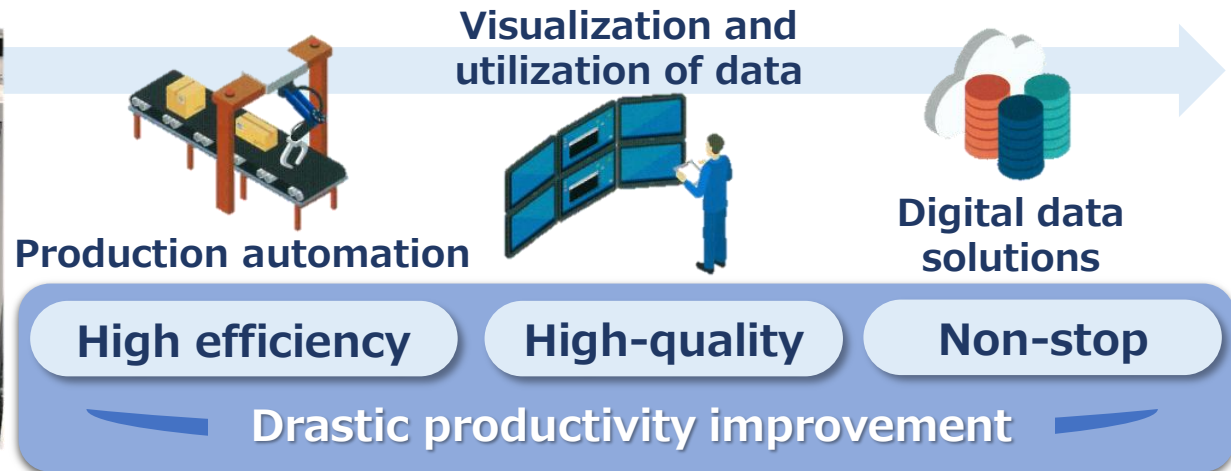 Visualization and
utilization of data
Production automation
Digital data
solutions
High efficiency
High-quality
Non-stop
Drastic productivity improvement